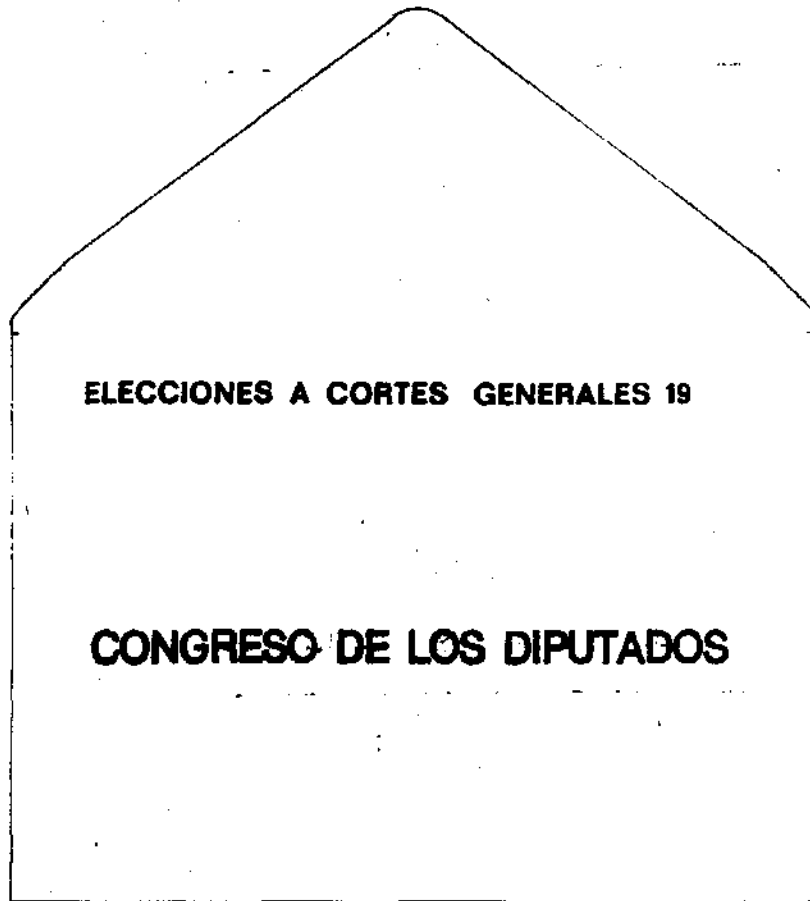 ELECCIONES A CORTES GENERALES 19
CONGRESO DE LOS DIPUTADOS